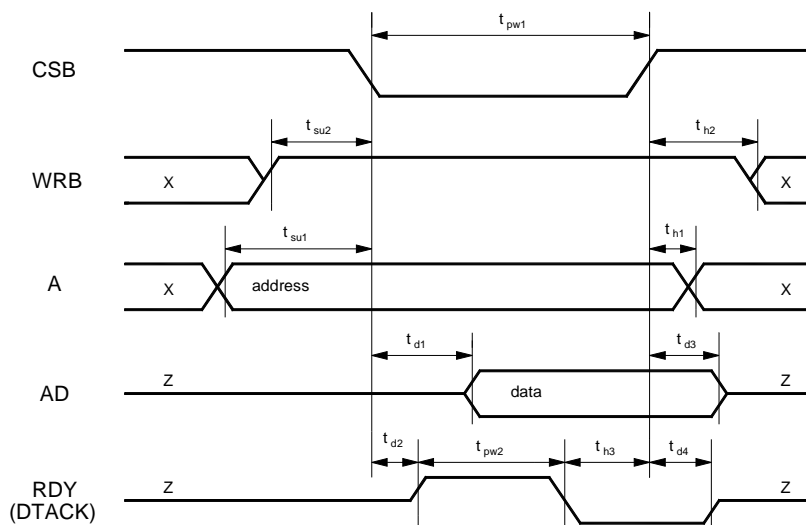 t pw1
CSB
t su2
t h2
WRB
X
X
t su1
t h1
A
X
address
X
t d1
t d3
AD
Z
data
Z
t d2
t pw2
t h3
t d4
RDY
(DTACK)
Z
Z